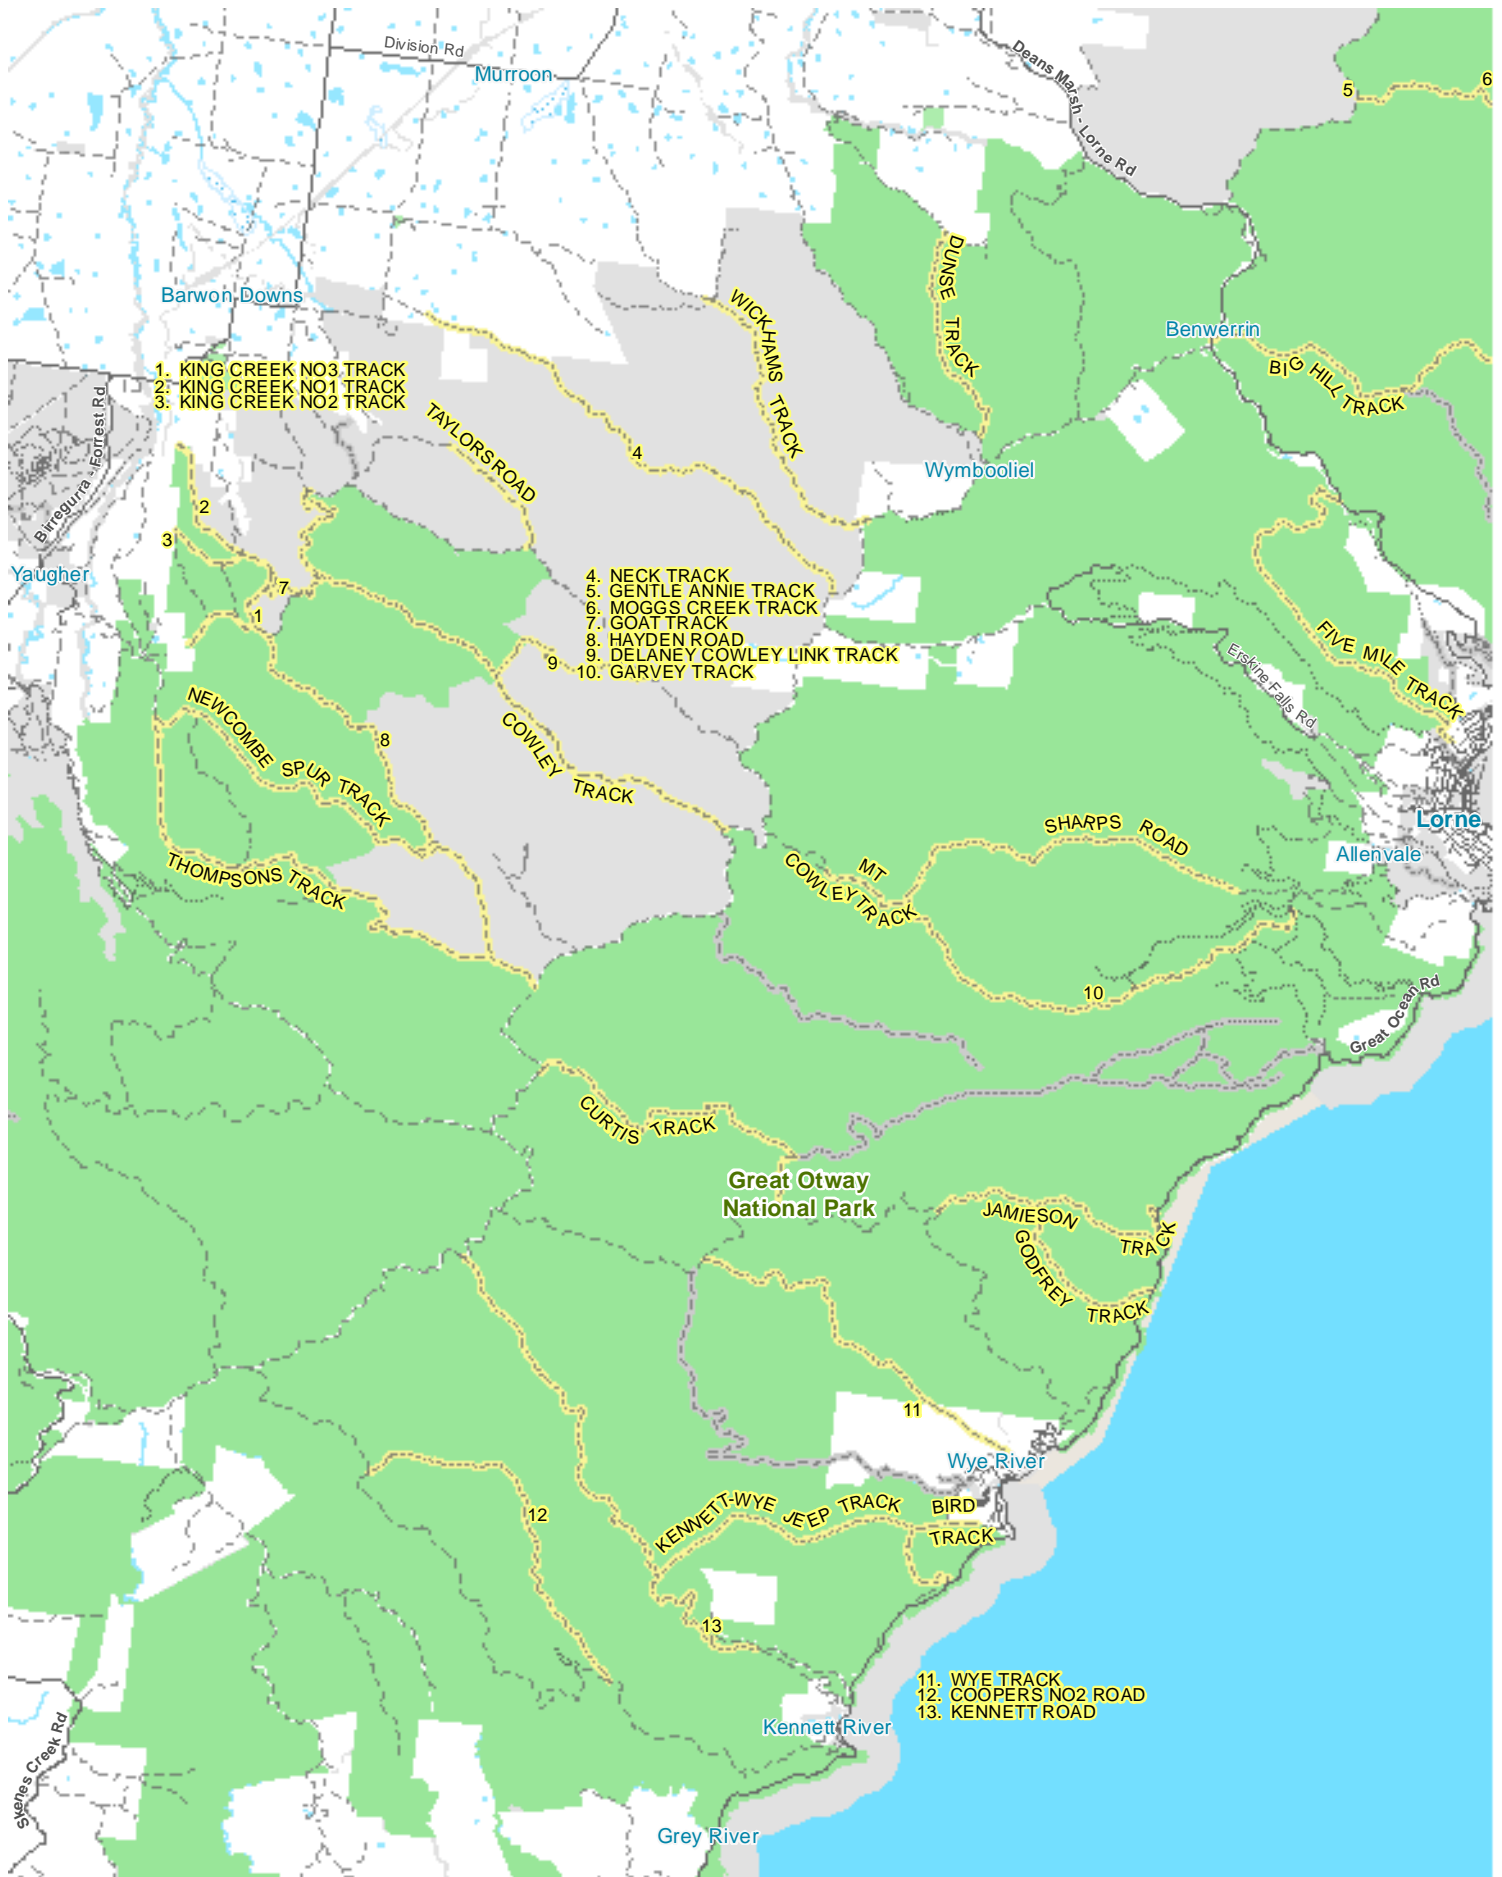 Division Rd
Murroon
Deans Marsh - Lorne Rd
5
6
DUNSE TRACK
Barwon Downs
WICKHAMS TRACK
Benwerrin
BIG HILL TRACK
1. KING CREEK NO3 TRACK
2. KING CREEK NO1 TRACK
3. KING CREEK NO2 TRACK
Birregurra - Forrest Rd
TAYLORS ROAD
4
Wymbooliel
2
3
Yaugher
7
1
4. NECK TRACK
5. GENTLE ANNIE TRACK
6. MOGGS CREEK TRACK
7. GOAT TRACK
8. HAYDEN ROAD
9. DELANEY COWLEY LINK TRACK
10. GARVEY TRACK
9
FIVE MILE TRACK
Erskine Falls Rd
NEWCOMBE SPUR TRACK
8
COWLEY TRACK
Lorne
Allenvale
SHARPS ROAD
MT
COWLEY TRACK
THOMPSONS TRACK
10
Great Ocean Rd
CURTIS TRACK
Great Otway
National Park
JAMIESON TRACK
GODFREY TRACK
11
Wye River
12
KENNETT-WYE JEEP TRACK
BIRD
TRACK
13
11. WYE TRACK
12. COOPERS NO2 ROAD
13. KENNETT ROAD
Kennett River
Skenes Creek Rd
Grey River